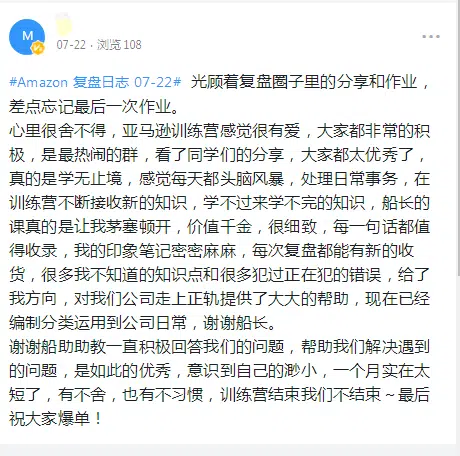 M
07-22 · 浏览 108
#Amazon 复盘日志 07-22# 光顾着复盘圈子里的分享和作业，
差点忘记最后一次作业。
心里很舍不得，亚马逊训练营感觉很有爱，大家都非常的积
极，是最热闹的群，看了同学们的分享，大家都太优秀了，
真的是学无止境，感觉每天都头脑风暴，处理日常事务，在
训练营不断接收新的知识，学不过来学不完的知识，船长的
课真的是让我茅塞顿开，价值千金，很细致，每一句话都值
得收录，我的印象笔记密密麻麻，每次复盘都能有新的收
货，很多我不知道的知识点和很多犯过正在犯的错误，给了
我方向，对我们公司走上正轨提供了大大的帮助，现在已经
编制分类运用到公司日常，谢谢船长。
谢谢船助助教一直积极回答我们的问题，帮助我们解决遇到
的问题，是如此的优秀，意识到自己的渺小，一个月实在太
短了，有不舍，也有不习惯，训练营结束我们不结束～最后
祝大家爆单！